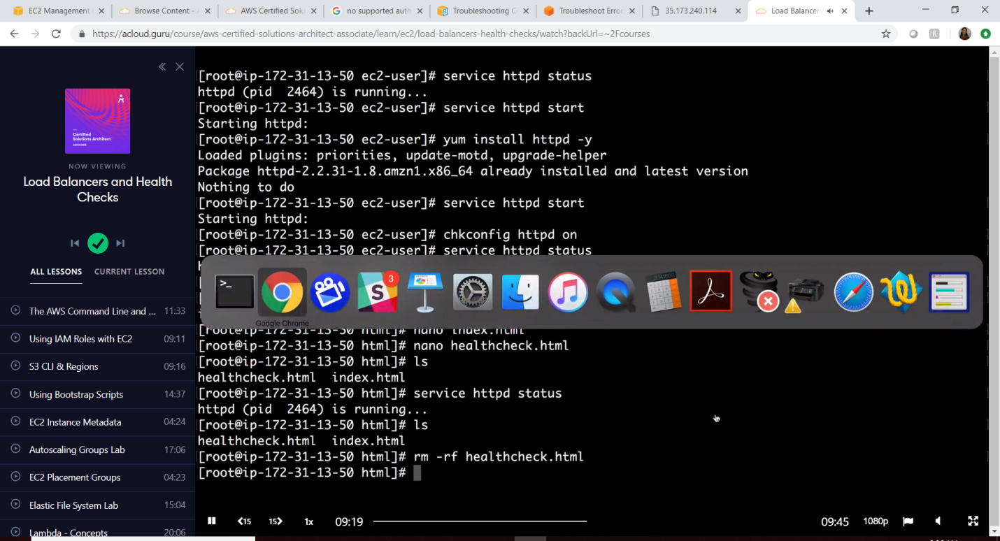 EC2 Management
Browse Content - A
AWS Certified Solu
no supported auth
Troubleshooting C
Troubleshoot Error
35.173.240.114
Load Balancers
https://acloud.guru/course/aws-certified-solutions-architect-associate/learn/ec2/load-balancers-health-checks/watch?backUrl=~2Fcourses
Certified
Solutions Architect
ASSOCIATE
NOW VIEWING
Load Balancers and Health
Checks
ALL LESSONS
CURRENT LESSON
The AWS Command Line and ... 11:33
Using IAM Roles with EC2 09:11
S3 CLI & Regions 09:16
Using Bootstrap Scripts 14:37
EC2 Instance Metadata 04:24
Autoscaling Groups Lab 17:06
EC2 Placement Groups 04:23
Elastic File System Lab 15:04
Lambda - Concepts 20:06
[root@ip-172-31-13-50 ec2-user]# service httpd status
httpd (pid  2464) is running...
[root@ip-172-31-13-50 ec2-user]# service httpd start
Starting httpd:
[root@ip-172-31-13-50 ec2-user]# yum install httpd -y
Loaded plugins: priorities, update-motd, upgrade-helper
Package httpd-2.2.31-1.8.amzn1.x86_64 already installed and latest version
Nothing to do
[root@ip-172-31-13-50 ec2-user]# service httpd start
Starting httpd:
[root@ip-172-31-13-50 ec2-user]# chkconfig httpd on
[root@ip-172-31-13-50 ec2-user]# service httpd status
>_
3
3.14159
Google Chrome
[root@ip-172-31-13-50 html]# nano index.html
[root@ip-172-31-13-50 html]# nano healthcheck.html
[root@ip-172-31-13-50 html]# ls
healthcheck.html  index.html
[root@ip-172-31-13-50 html]# service httpd status
httpd (pid  2464) is running...
[root@ip-172-31-13-50 html]# ls
healthcheck.html  index.html
[root@ip-172-31-13-50 html]# rm -rf healthcheck.html
[root@ip-172-31-13-50 html]#
15
15
1x
09:19
09:45
1080p